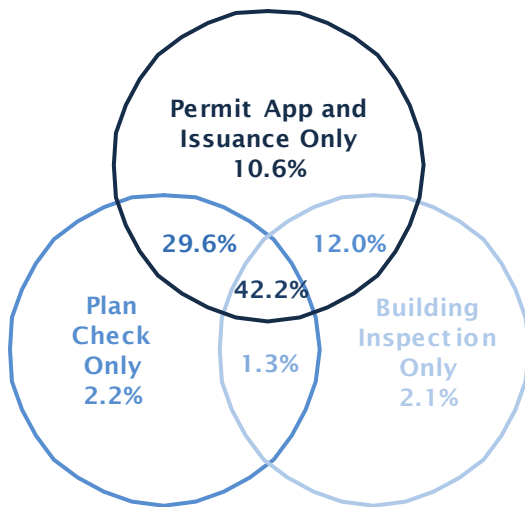 Permit App and
Issuance Only
10.6%
29.6%
12.0%
42.2%
Plan
Check
Only
2.2%
1.3%
Building
Inspection
Only
2.1%